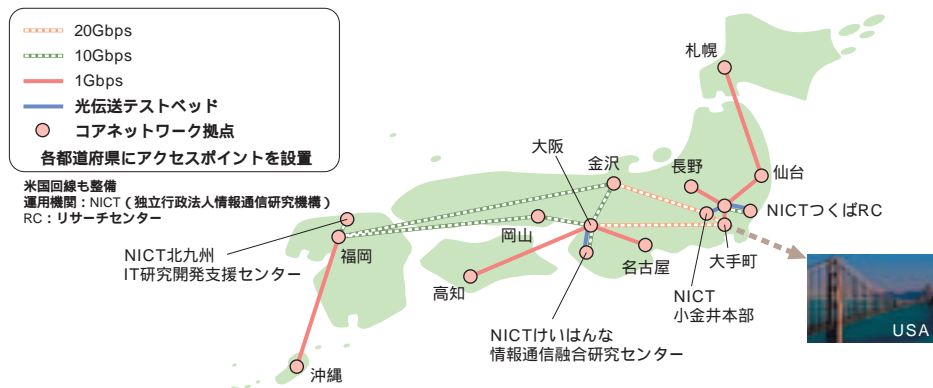 20Gbps
10Gbps
1Gbps
光伝送テストベッド
コアネットワーク拠点
各都道府県にアクセスポイントを設置
米国回線も整備
運用機関：NICT（独立行政法人情報通信研究機構）
RC：リサーチセンター
札幌
仙台
長野
金沢
大阪
NICTつくばRC
大手町
NICT
小金井本部
名古屋
岡山
高知
NICTけいはんな
情報通信融合研究センター
福岡
NICT北九州
IT研究開発支援センター
沖縄
USA